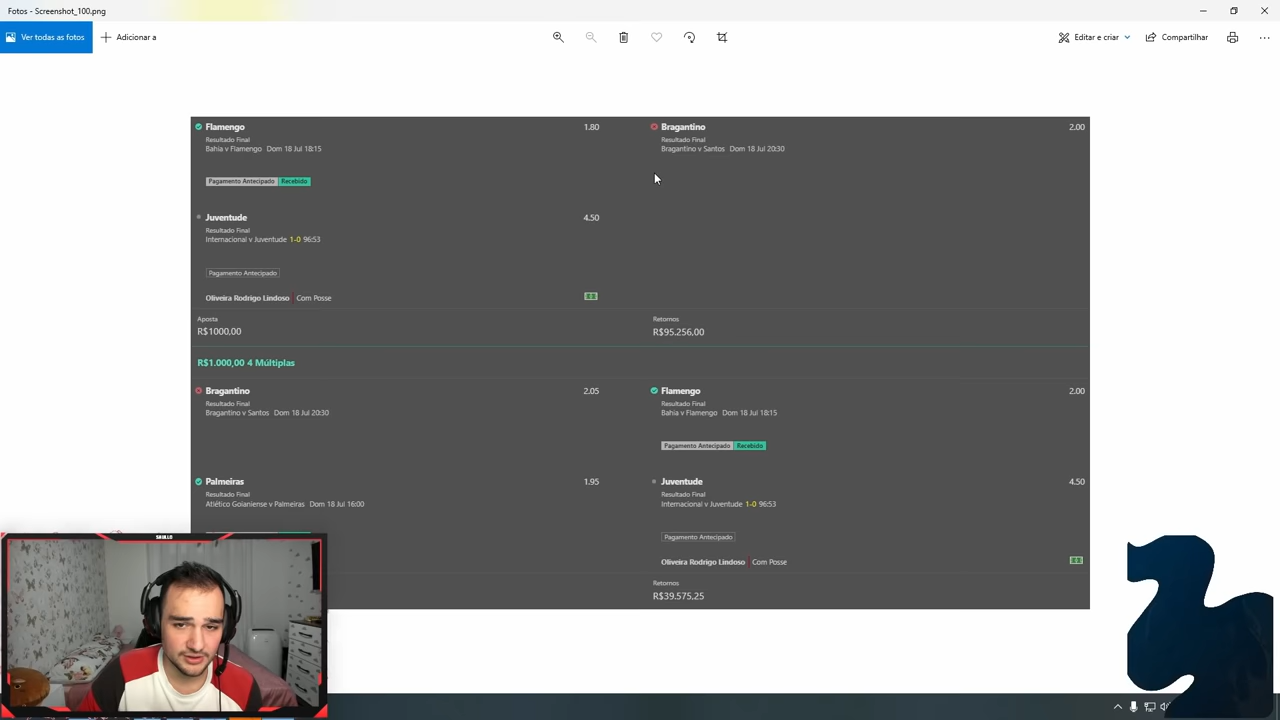 Fotos - Screenshot_100.png
Ver todas as fotos
Adicionar a
Editar e criar
Compartilhar
Flamengo 1.80
Resultado Final
Bahia v Flamengo Dom 18 Jul 18:15
Pagamento Antecipado Recebido
Bragantino 2.00
Resultado Final
Bragantino v Santos Dom 18 Jul 20:30
Juventude 4.50
Resultado Final
Internacional v Juventude 1-0 96:53
Pagamento Antecipado
Oliveira Rodrigo Lindoso Com Posse
Aposta
R$1000,00
Retornos
R$95.256,00
R$1.000,00 4 Múltiplas
Bragantino 2.05
Resultado Final
Bragantino v Santos Dom 18 Jul 20:30
Flamengo 2.00
Resultado Final
Bahia v Flamengo Dom 18 Jul 18:15
Pagamento Antecipado Recebido
Palmeiras 1.95
Resultado Final
Atlético Goianiense v Palmeiras Dom 18 Jul 16:00
Juventude 4.50
Resultado Final
Internacional v Juventude 1-0 96:53
Pagamento Antecipado
Oliveira Rodrigo Lindoso Com Posse
Retornos
R$39.575,25